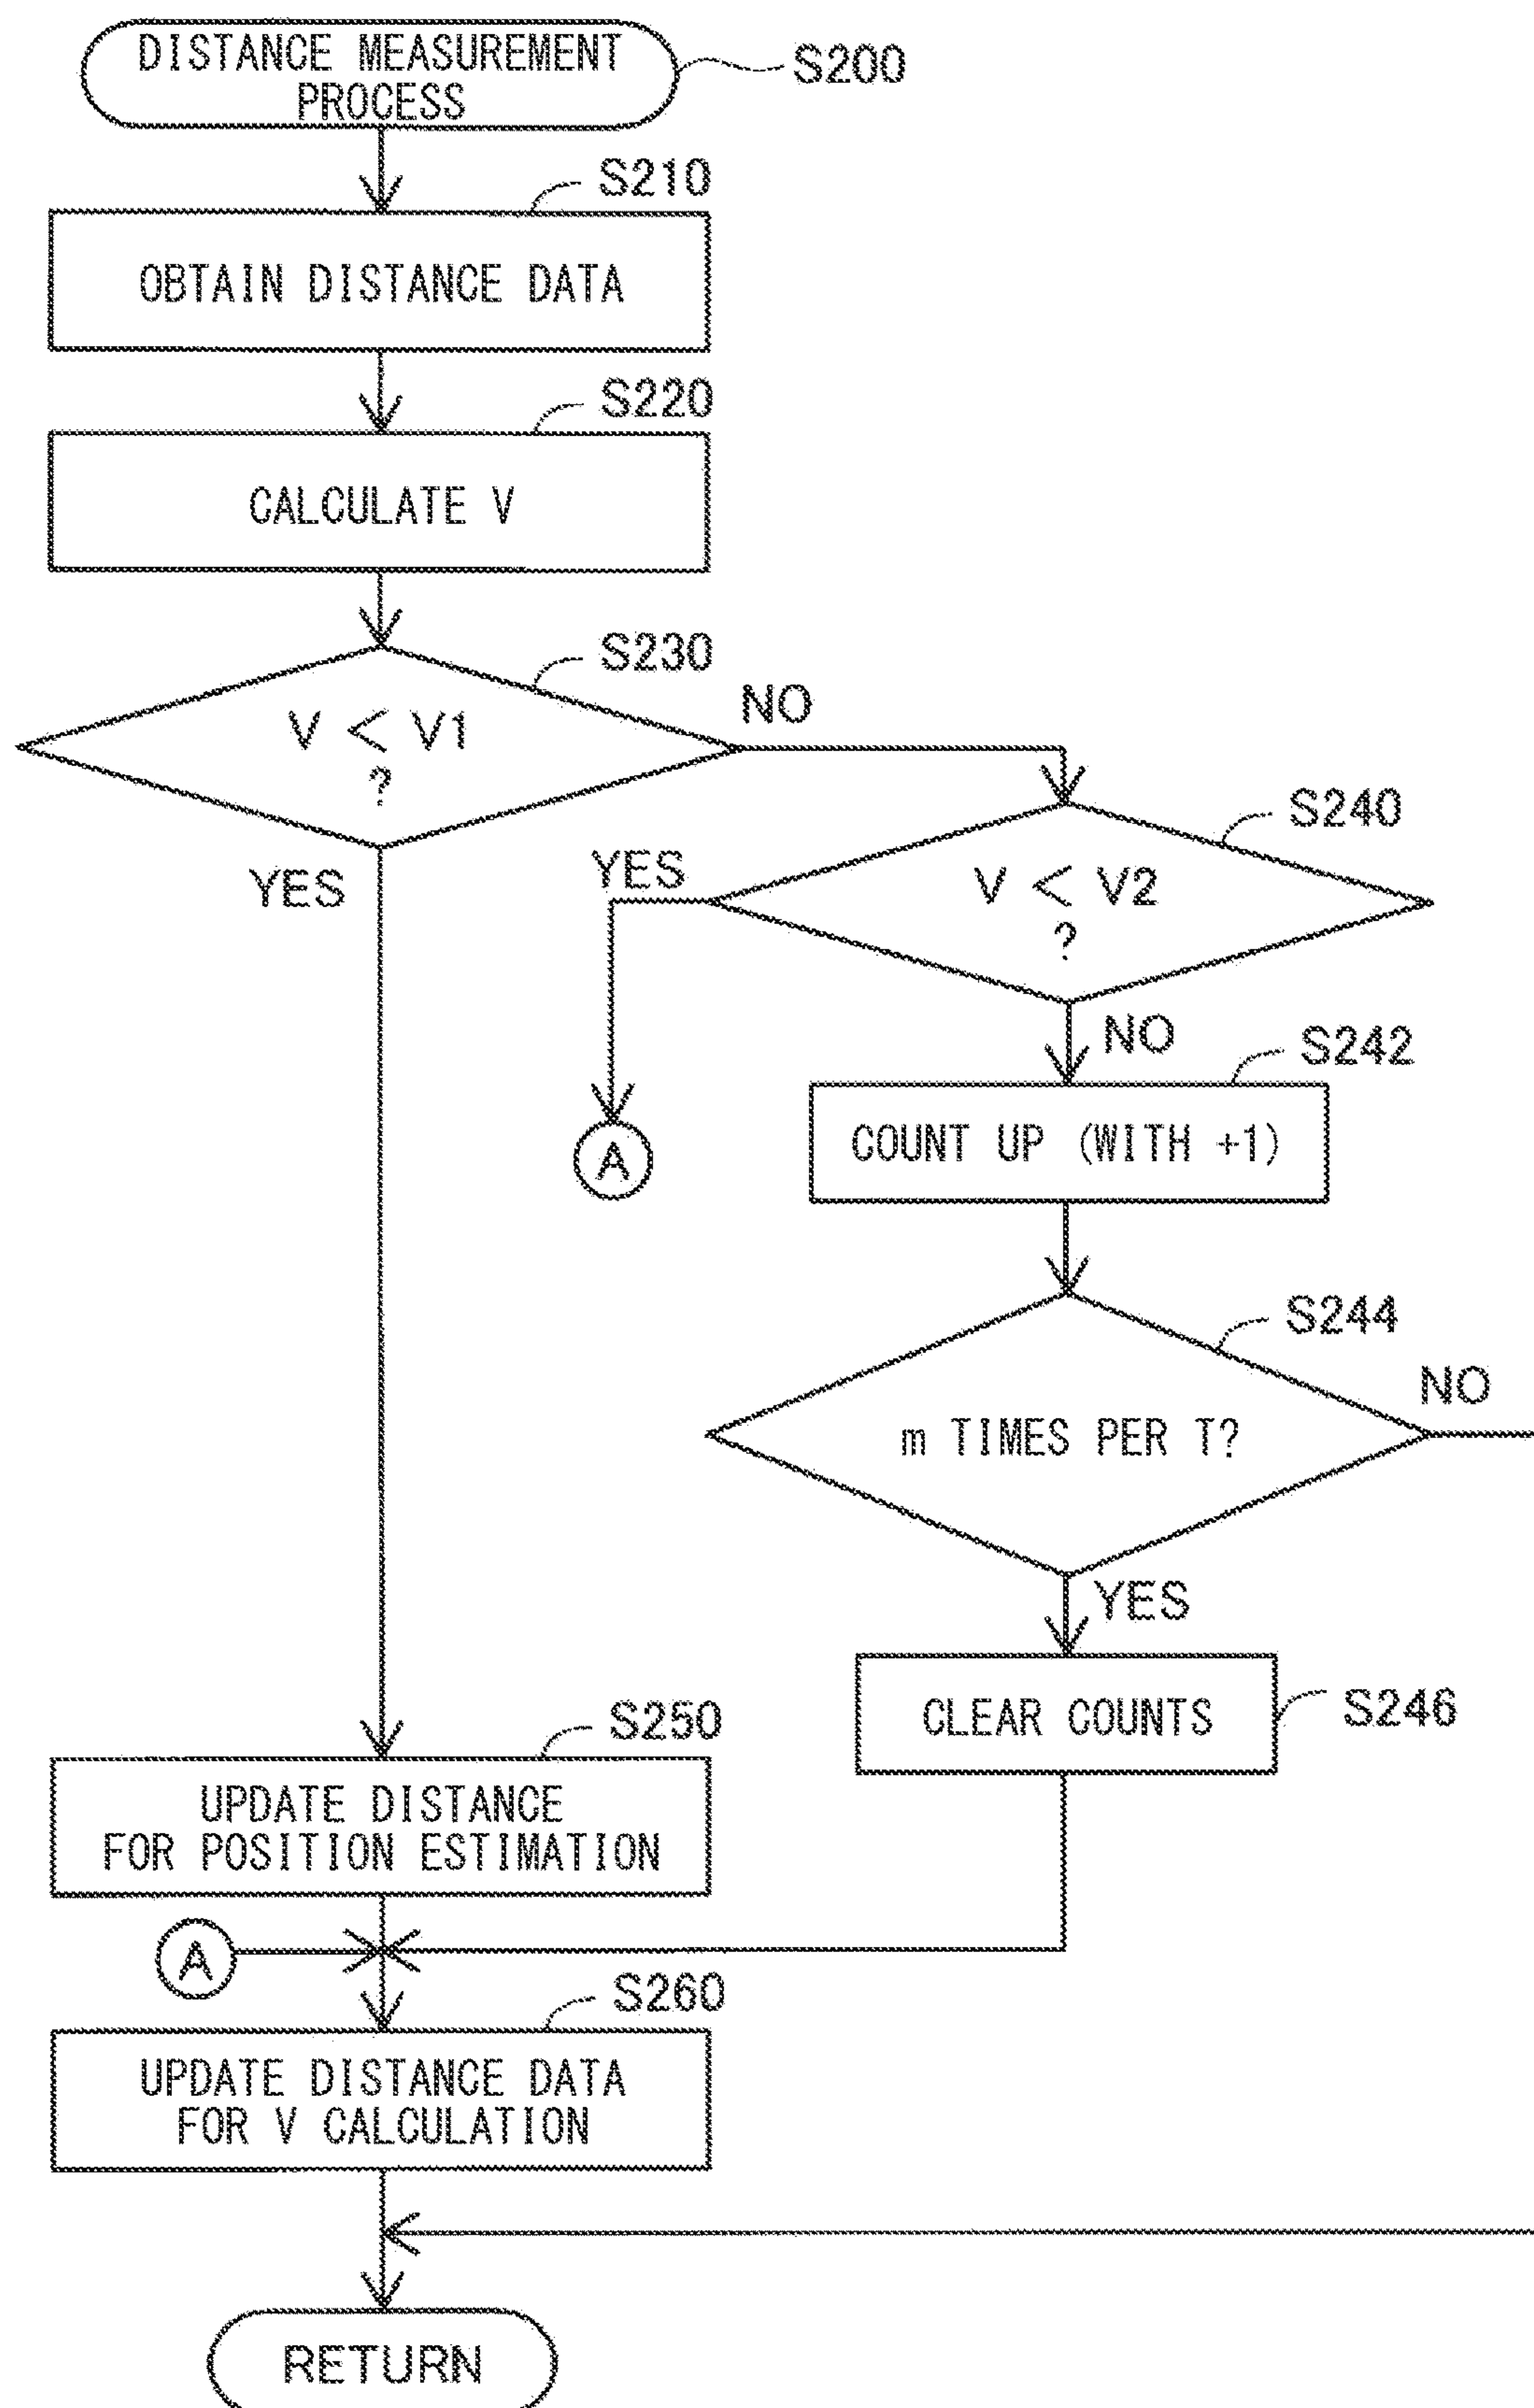 DISTANCE MEASUREMENT
PROCESS
S200
S210
OBTAIN DISTANCE DATA
S220
CALCULATE V
S230
V < V1
?
NO
YES
S240
V < V2
?
YES
NO
A
S242
COUNT UP (WITH +1)
S244
m TIMES PER T?
NO
YES
S246
CLEAR COUNTS
S250
UPDATE DISTANCE
FOR POSITION ESTIMATION
A
S260
UPDATE DISTANCE DATA
FOR V CALCULATION
RETURN